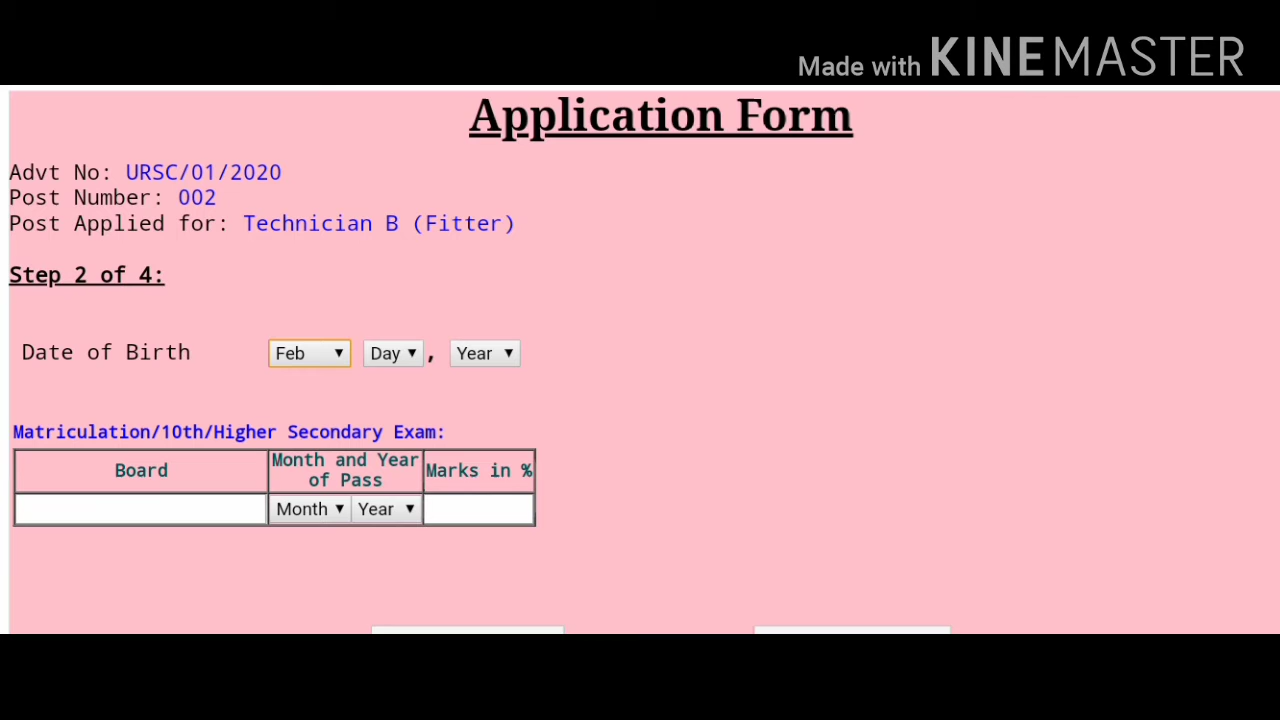 Made with KINEMASTER
Application Form
Advt No: URSC/01/2020
Post Number: 002
Post Applied for: Technician B (Fitter)
Step 2 of 4:
Date of Birth Feb ▼ Day ▼ , Year ▼
Matriculation/10th/Higher Secondary Exam:
Board Month and Year of Pass Marks in %
Month ▼ Year ▼